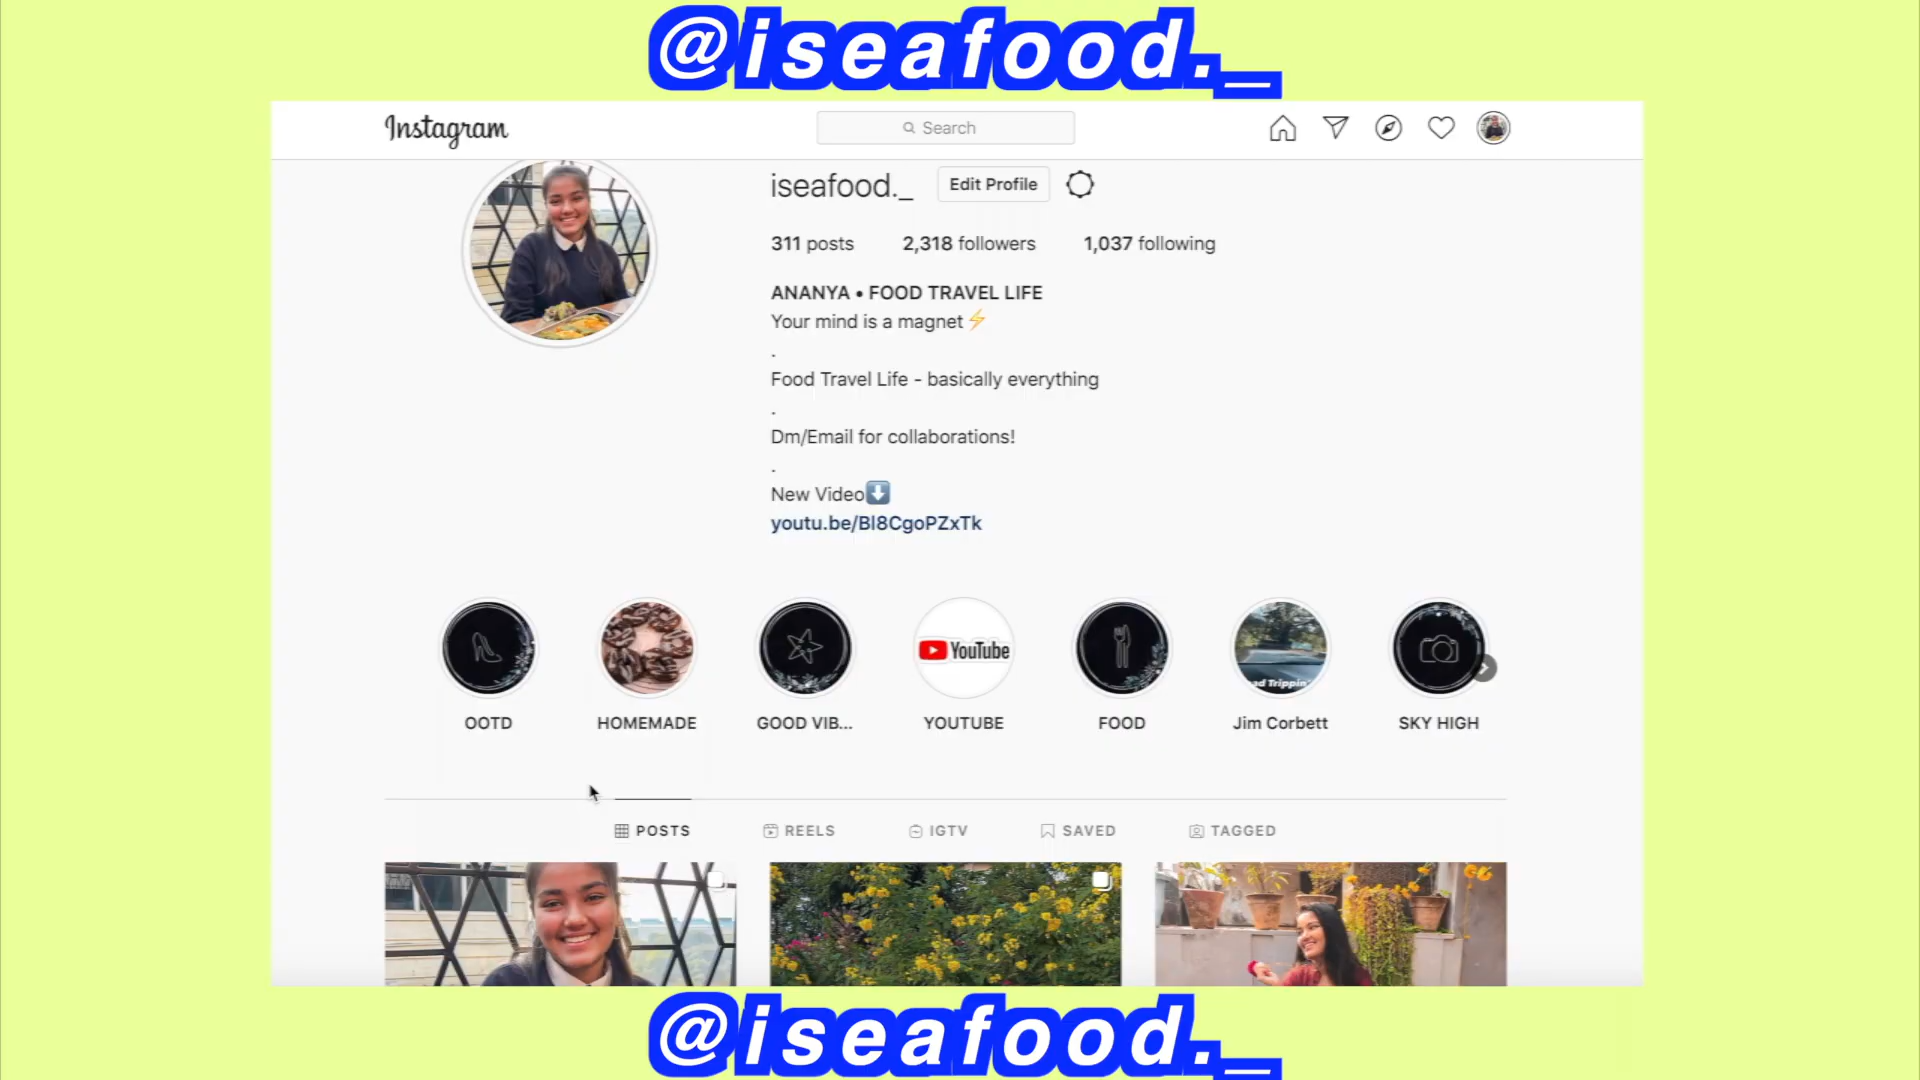 @iseafood._
Instagram
Search
iseafood._ Edit Profile
311 posts 2,318 followers 1,037 following
ANANYA • FOOD TRAVEL LIFE
Your mind is a magnet⚡
.
Food Travel Life - basically everything
.
Dm/Email for collaborations!
.
New Video⬇️
youtu.be/Bl8CgoPZxTk
YouTube
ad Trippin'
OOTD HOMEMADE GOOD VIB... YOUTUBE FOOD Jim Corbett SKY HIGH
POSTS REELS IGTV SAVED TAGGED
@iseafood._